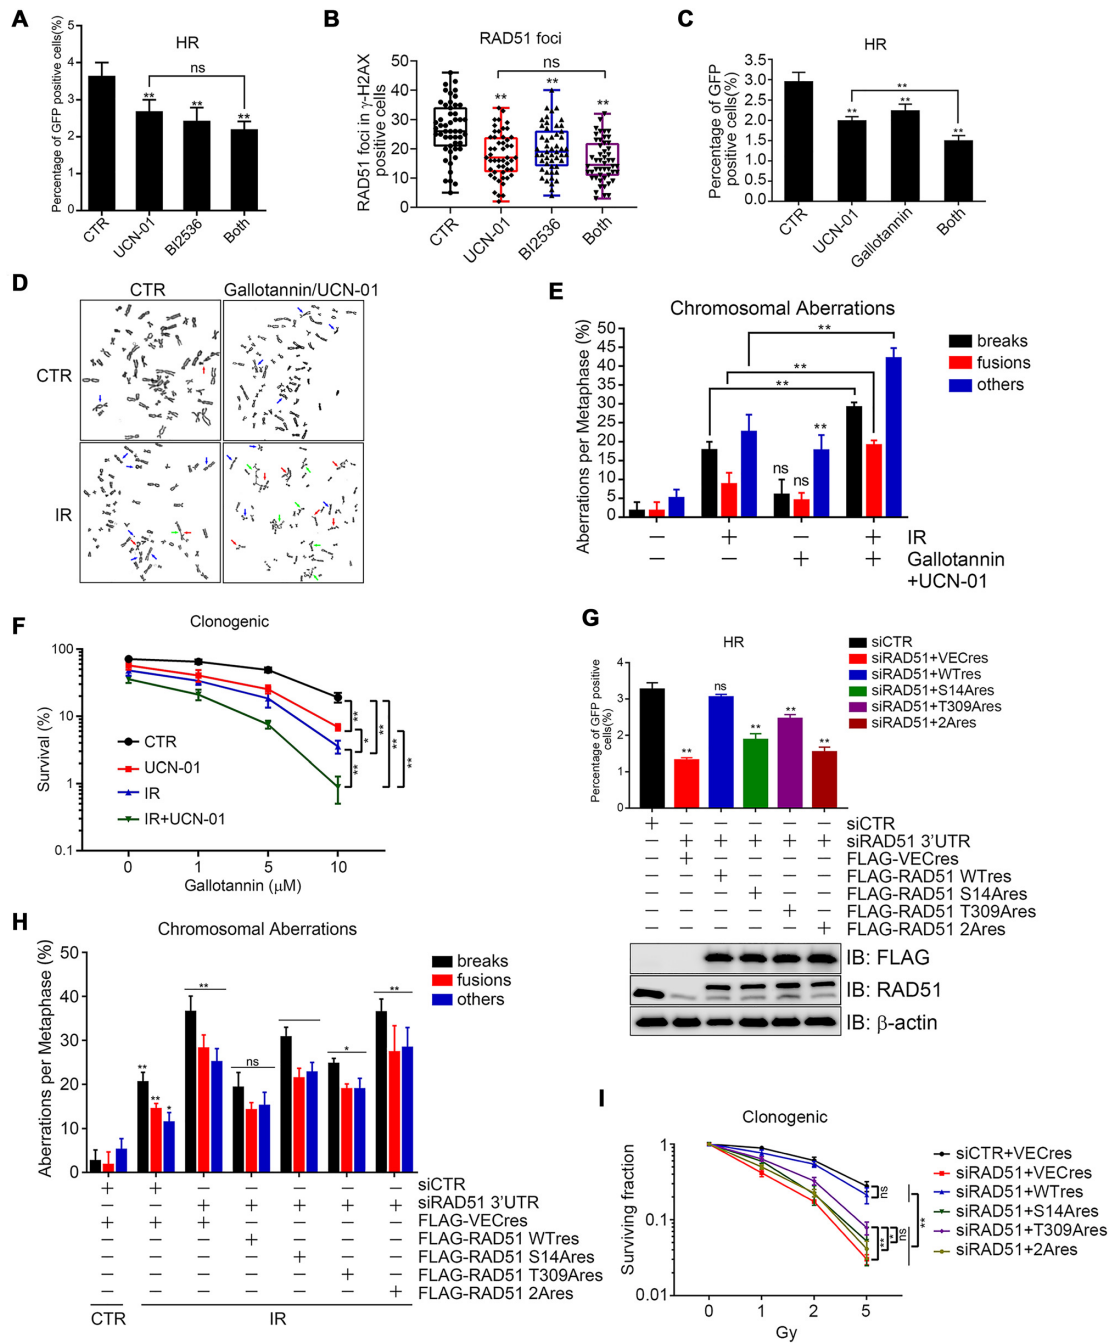 A
HR
Percentage of GFP positive cells(%)
5
4
3
2
1
0
ns
**
**
**
CTR
UCN-01
BI2536
Both
B
RAD51 foci
RAD51 foci in γ-H2AX
positive cells
50
40
30
20
10
0
ns
**
**
**
CTR
UCN-01
BI2536
Both
C
HR
Percentage of GFP
positive cells(%)
3.5
3.0
2.5
2.0
1.5
1.0
0.5
0.0
**
**
**
**
CTR
UCN-01
Gallotannin
Both
D
CTR
Gallotannin/UCN-01
CTR
IR
E
Chromosomal Aberrations
Aberrations per Metaphase (%)
50
45
40
35
30
25
20
15
10
5
0
**
**
**
ns
ns
**
breaks
fusions
others
− + − + IR
− − + + Gallotannin
+UCN-01
F
Clonogenic
Survival (%)
100
10
1
0.1
CTR
UCN-01
IR
IR+UCN-01
**
*
**
**
**
**
0 1 5 10
Gallotannin (μM)
G
HR
Percentage of GFP positive
cells(%)
4
3
2
1
0
**
ns
**
**
**
siCTR
siRAD51+VECres
siRAD51+WTres
siRAD51+S14Ares
siRAD51+T309Ares
siRAD51+2Ares
+ − − − − − siCTR
− + + + + + siRAD51 3'UTR
− + − − − − FLAG-VECres
− − + − − − FLAG-RAD51 WTres
− − − + − − FLAG-RAD51 S14Ares
− − − − + − FLAG-RAD51 T309Ares
− − − − − + FLAG-RAD51 2Ares
IB: FLAG
IB: RAD51
IB: β-actin
H
Chromosomal Aberrations
Aberrations per Metaphase (%)
50
40
30
20
10
0
**
**
*
**
ns
*
**
breaks
fusions
others
+ + − − − − − siCTR
− − + + + + + siRAD51 3'UTR
+ + + − − − − FLAG-VECres
− − − + − − − FLAG-RAD51 WTres
− − − − + − − FLAG-RAD51 S14Ares
− − − − − + − FLAG-RAD51 T309Ares
− − − − − − + FLAG-RAD51 2Ares
CTR
IR
I
Clonogenic
Surviving fraction
1
0.1
0.01
ns
**
*
ns
**
siCTR+VECres
siRAD51+VECres
siRAD51+WTres
siRAD51+S14Ares
siRAD51+T309Ares
siRAD51+2Ares
0 1 2 5
Gy